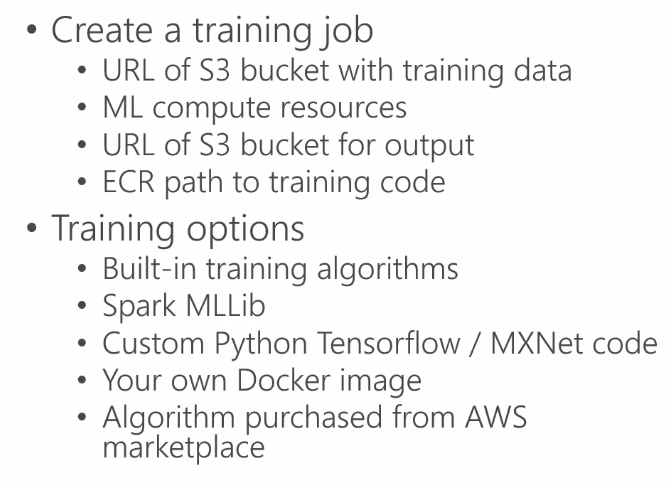 • Create a training job
• URL of S3 bucket with training data
• ML compute resources
• URL of S3 bucket for output
• ECR path to training code
• Training options
• Built-in training algorithms
• Spark MLLib
• Custom Python Tensorflow / MXNet code
• Your own Docker image
• Algorithm purchased from AWS
marketplace